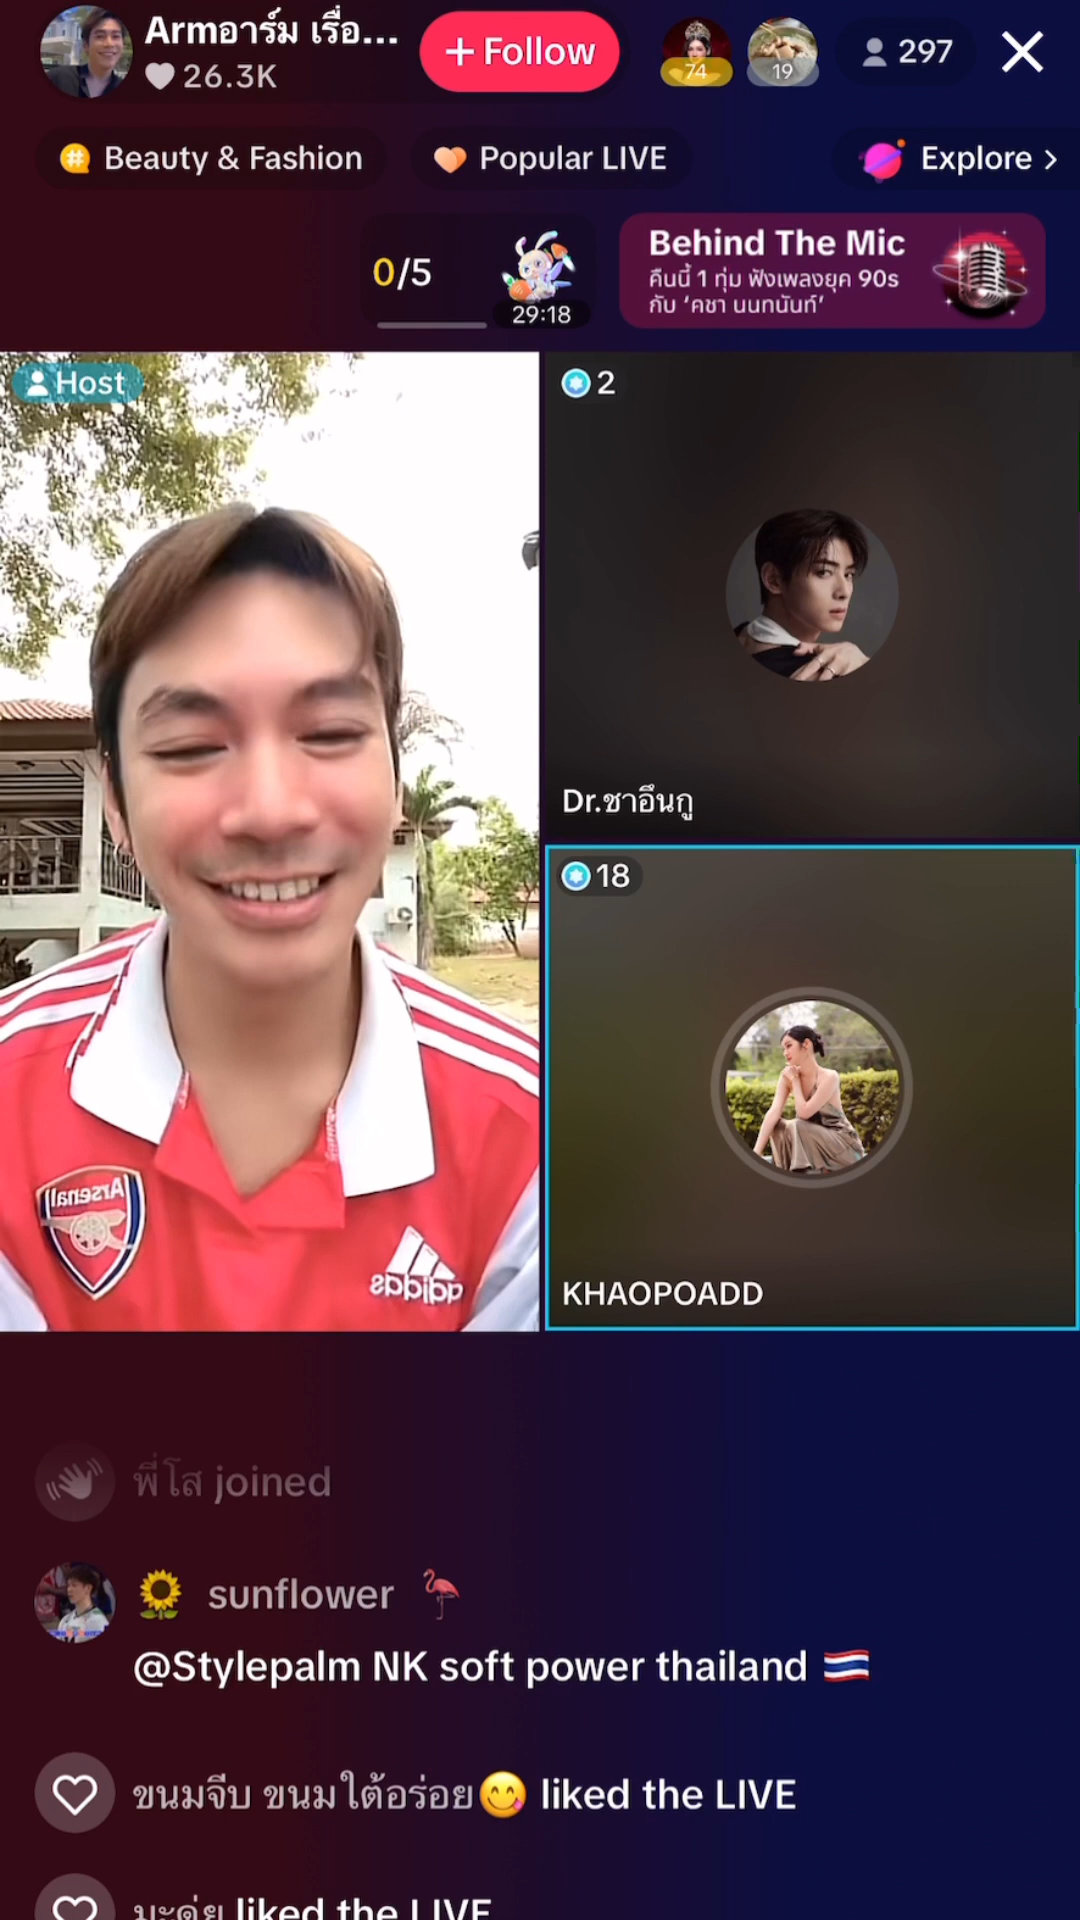 Armอาร์ม เรื่อ...
26.3K
+ Follow
74
19
297
Beauty & Fashion
Popular LIVE
Explore >
0/5
29:18
Behind The Mic
คืนนี้ 1 ทุ่ม ฟังเพลงยุค 90s
กับ ‘คชา นนทนันท์’
Host
2
Dr.ชาอึนกู
18
Arsenal
adidas
KHAOPOADD
พี่โส joined
🌻 sunflower 🦩
@Stylepalm NK soft power thailand 🇹🇭
ขนมจีบ ขนมใต้อร่อย😋 liked the LIVE
มะด่ย liked the LIVE